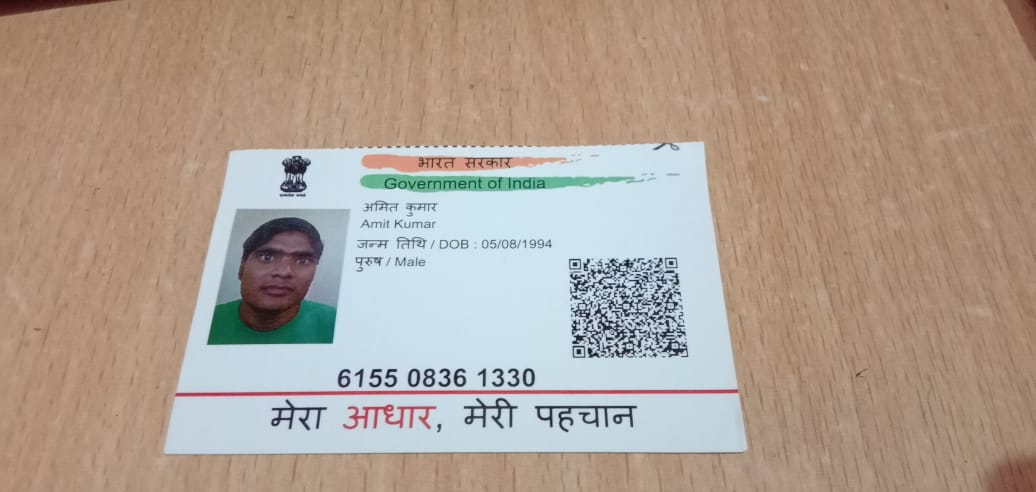 भारत सरकार
Government of India
अमित कुमार
Amit Kumar
जन्म तिथि / DOB : 05/08/1994
पुरुष / Male
6155 0836 1330
मेरा आधार, मेरी पहचान